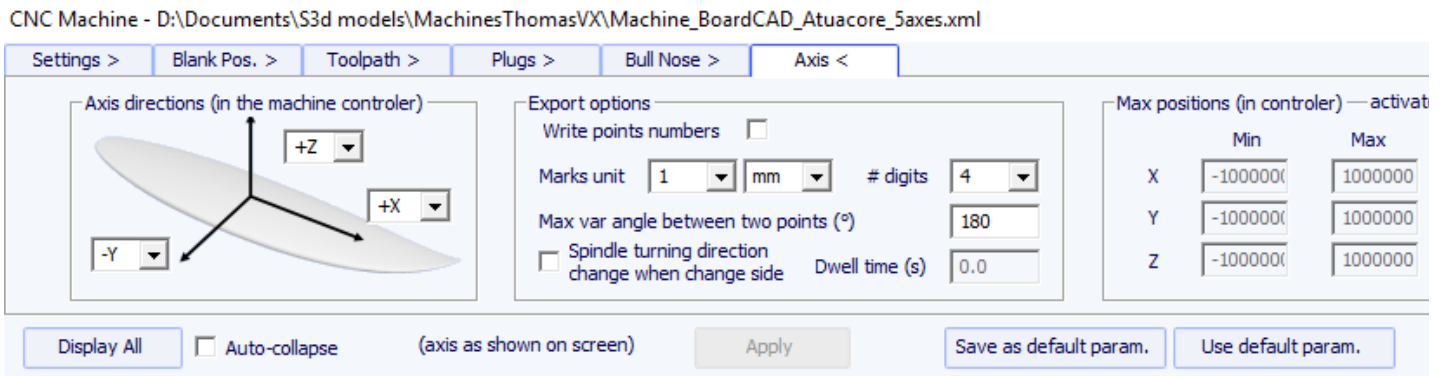 CNC Machine - D:\Documents\S3d models\MachinesThomasVX\Machine_BoardCAD_Atuacore_5axes.xml
Settings > Blank Pos. > Toolpath > Plugs > Bull Nose > Axis <
Axis directions (in the machine controler)
+Z
+X
-Y
Export options
Write points numbers
Marks unit 1 mm # digits 4
Max var angle between two points (°) 180
Spindle turning direction
change when change side Dwell time (s) 0.0
Max positions (in controler)
Min Max
X -1000000 1000000
Y -1000000 1000000
Z -1000000 1000000
Display All Auto-collapse (axis as shown on screen) Apply Save as default param. Use default param.